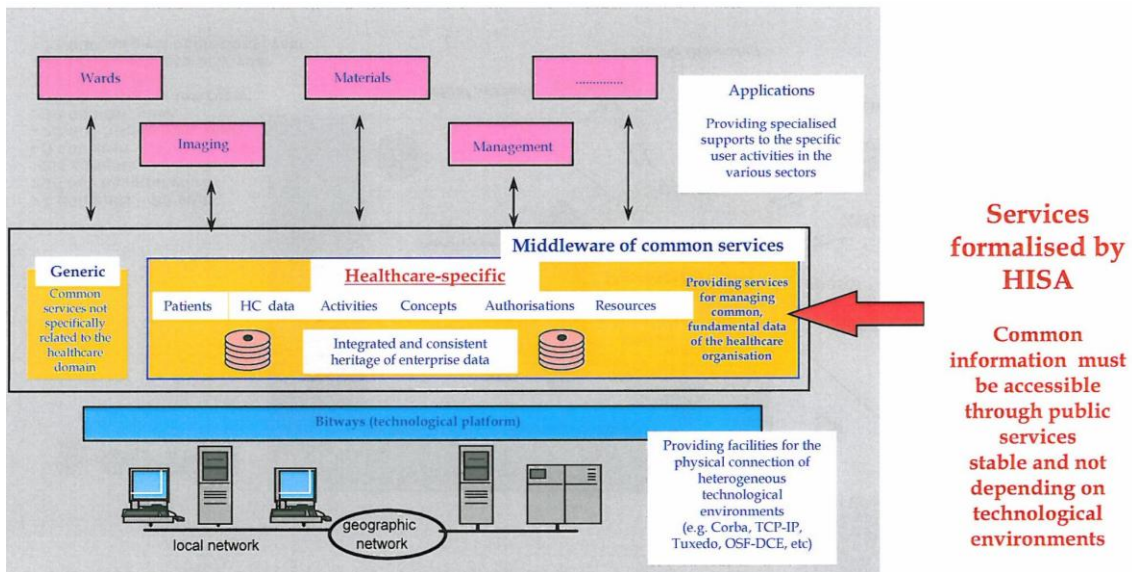 Wards
Materials
..............
Imaging
Management
Applications
Providing specialised
supports to the specific
user activities in the
various sectors
Middleware of common services
Generic
Common
services not
specifically
related to the
healthcare
domain
Healthcare-specific
Patients HC data Activities Concepts Authorisations Resources
Integrated and consistent
heritage of enterprise data
Providing services
for managing
common,
fundamental data
of the healthcare
organisation
Bitways (technological platform)
Providing facilities for the
physical connection of
heterogeneous
technological
environments
(e.g. Corba, TCP-IP,
Tuxedo, OSF-DCE, etc)
local network
geographic
network
Services
formalised by
HISA
Common
information must
be accessible
through public
services
stable and not
depending on
technological
environments